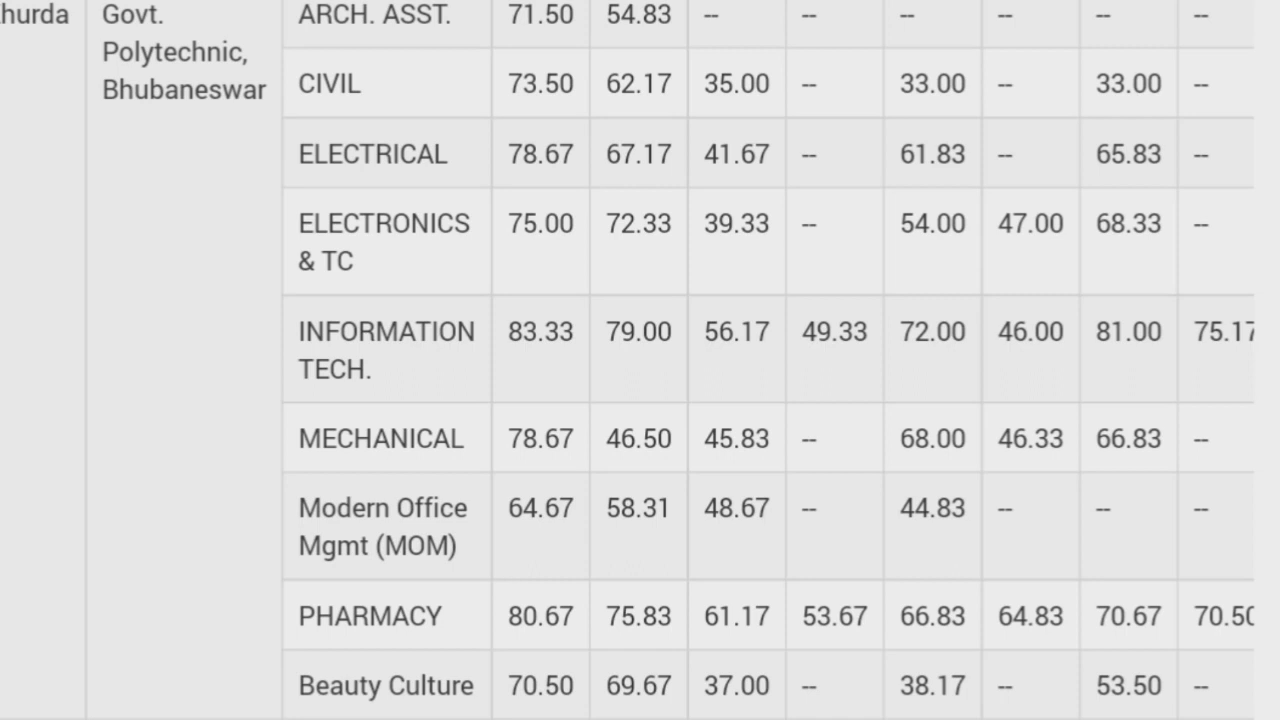 hurda Govt. ARCH. ASST. 71.50 54.83 -- -- -- -- -- --
Polytechnic,
Bhubaneswar CIVIL 73.50 62.17 35.00 -- 33.00 -- 33.00 --
ELECTRICAL 78.67 67.17 41.67 -- 61.83 -- 65.83 --
ELECTRONICS 75.00 72.33 39.33 -- 54.00 47.00 68.33 --
& TC
INFORMATION 83.33 79.00 56.17 49.33 72.00 46.00 81.00 75.17
TECH.
MECHANICAL 78.67 46.50 45.83 -- 68.00 46.33 66.83 --
Modern Office 64.67 58.31 48.67 -- 44.83 -- -- --
Mgmt (MOM)
PHARMACY 80.67 75.83 61.17 53.67 66.83 64.83 70.67 70.50
Beauty Culture 70.50 69.67 37.00 -- 38.17 -- 53.50 --